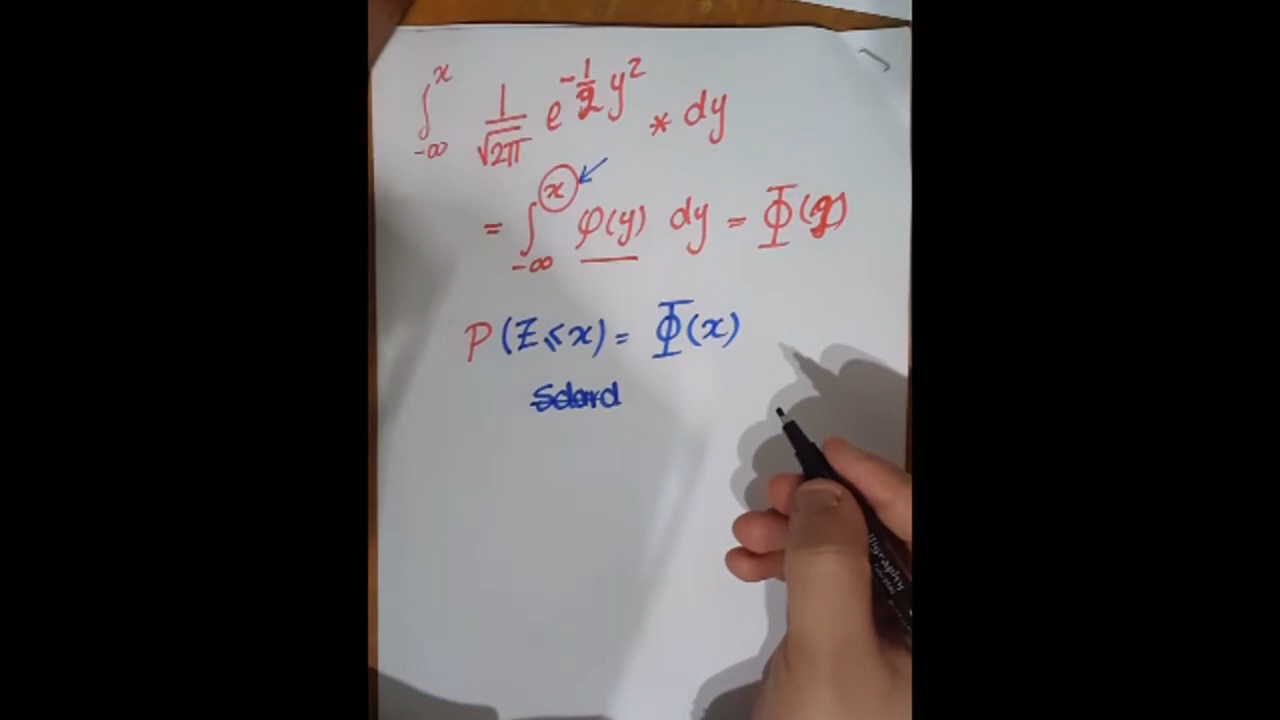 ∫_{-∞}^{x} 1/√2π e^{-1/2 y²} * dy
= ∫_{-∞}^{x} φ(y) dy = Φ(y)
P(Z ≤ x) = Φ(x)